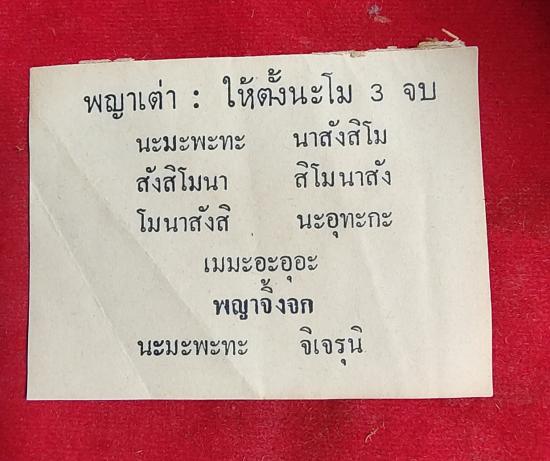 พญาเต่า : ให้ตั้งนะโม 3 จบ
นะมะพะทะ นาสังสิโม
สังสิโมนา สิโมนาสัง
โมนาสังสิ นะอุทะกะ
เมมะอะอุอะ
พญาจิ้งจก
นะมะพะทะ จิเจรุนิ